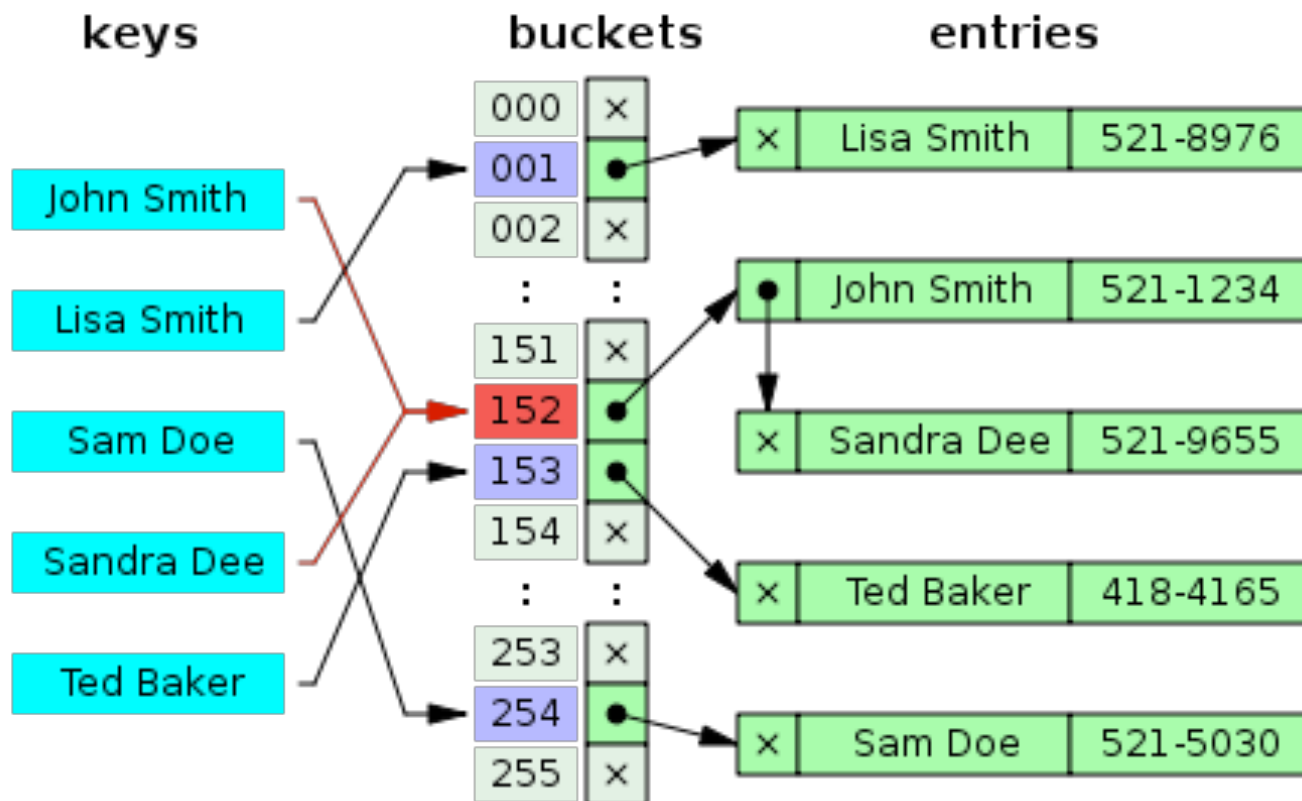 keys
buckets
entries
John Smith
Lisa Smith
Sam Doe
Sandra Dee
Ted Baker
000 ×
001
002 ×
: :
151 ×
152
153
154 ×
: :
253 ×
254
255 ×
× Lisa Smith 521-8976
John Smith 521-1234
× Sandra Dee 521-9655
× Ted Baker 418-4165
× Sam Doe 521-5030